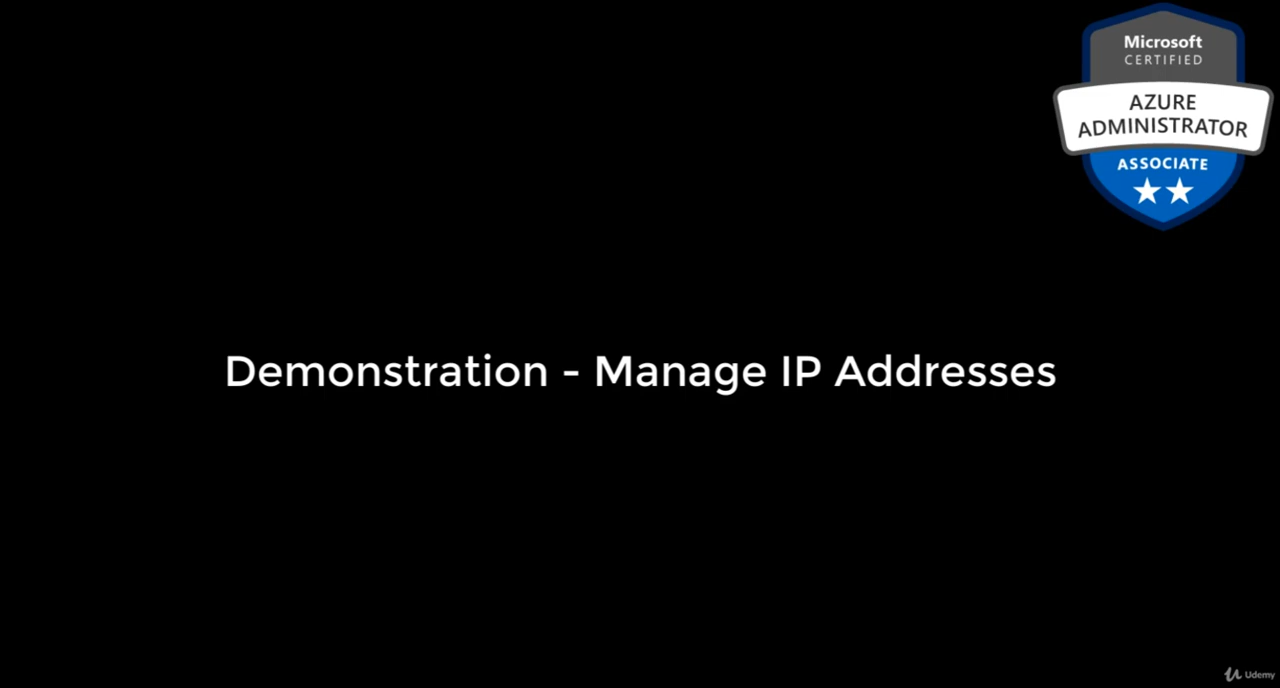 Microsoft
CERTIFIED
AZURE
ADMINISTRATOR
ASSOCIATE
Demonstration - Manage IP Addresses
Udemy